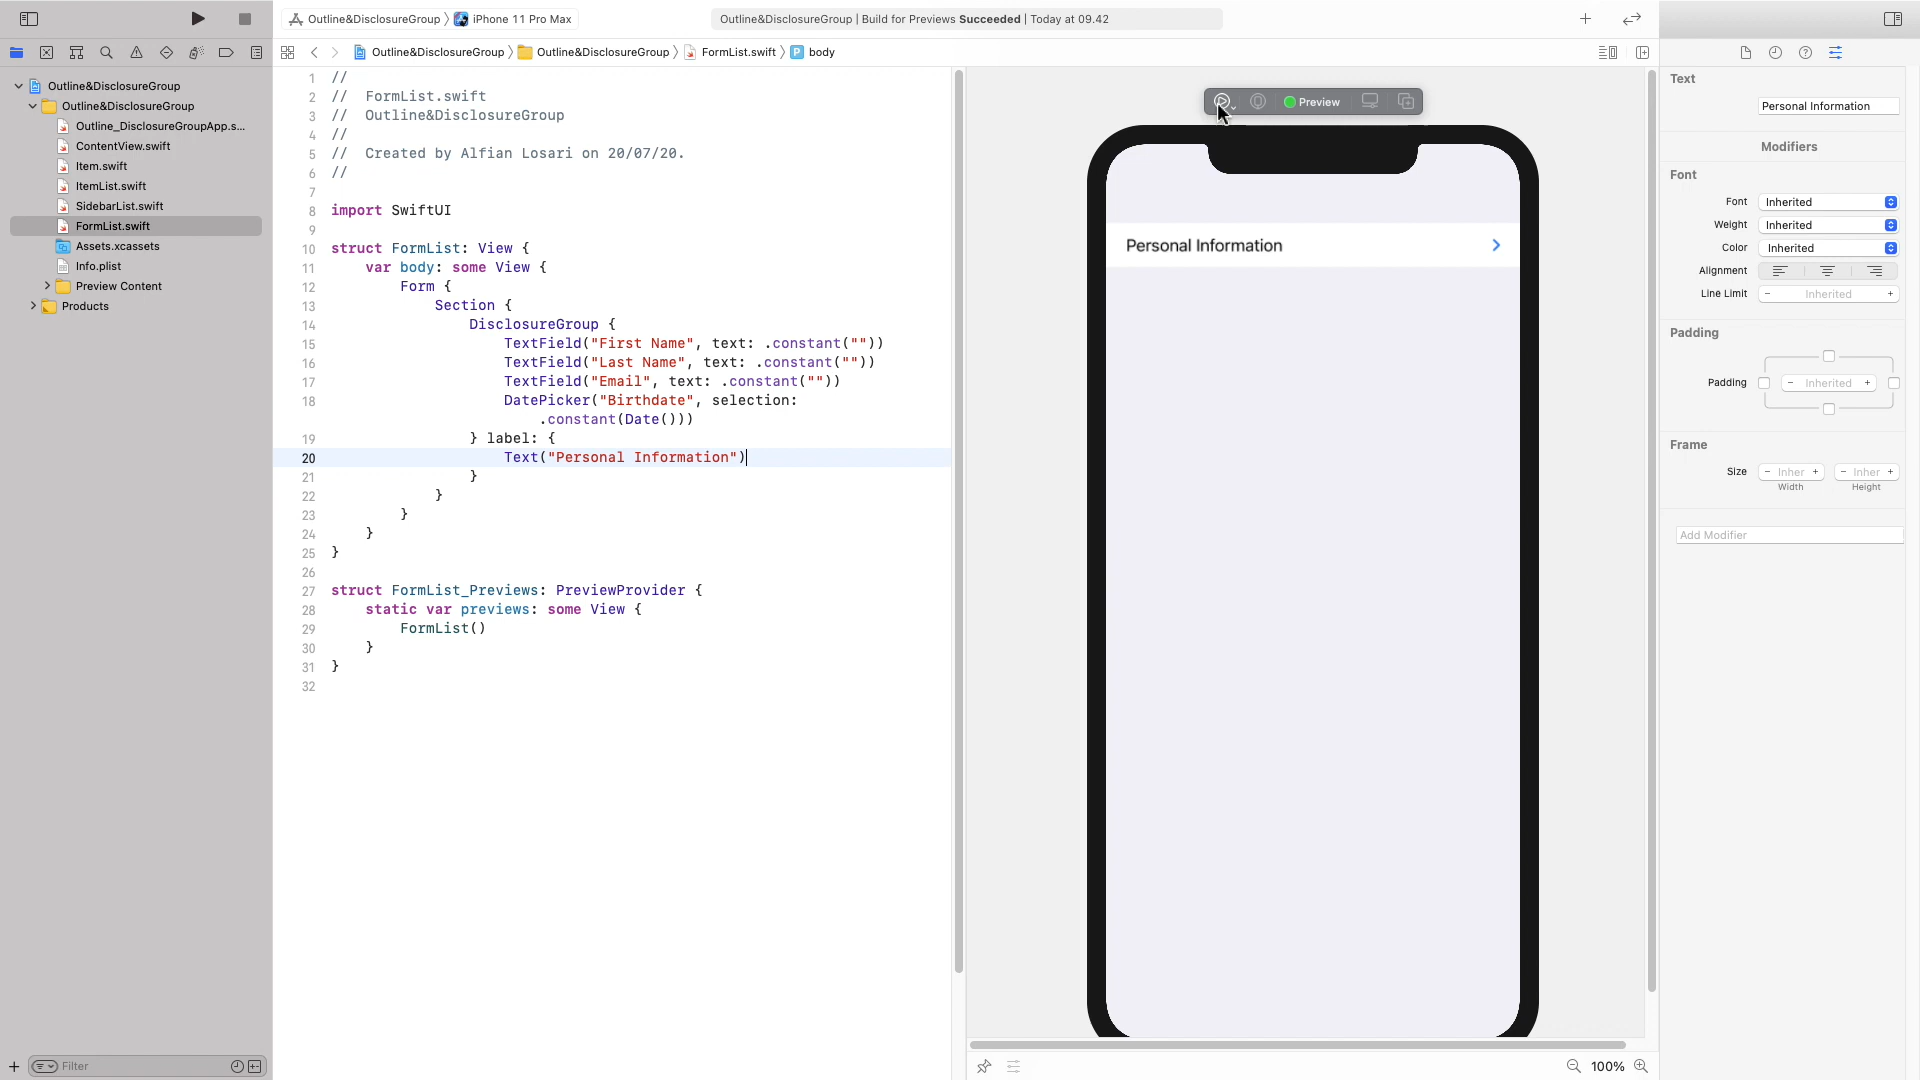 Outline&DisclosureGroup 〉 iPhone 11 Pro Max
Outline&DisclosureGroup | Build for Previews Succeeded | Today at 09.42
Outline&DisclosureGroup 〉 Outline&DisclosureGroup 〉 FormList.swift 〉 P body
Outline&DisclosureGroup
Outline&DisclosureGroup
Outline_DisclosureGroupApp.s...
ContentView.swift
Item.swift
ItemList.swift
SidebarList.swift
FormList.swift
Assets.xcassets
Info.plist
Preview Content
Products
Filter
1 //
2 //  FormList.swift
3 //  Outline&DisclosureGroup
4 //
5 //  Created by Alfian Losari on 20/07/20.
6 //
7
8 import SwiftUI
9
10 struct FormList: View {
11     var body: some View {
12         Form {
13             Section {
14                 DisclosureGroup {
15                     TextField("First Name", text: .constant(""))
16                     TextField("Last Name", text: .constant(""))
17                     TextField("Email", text: .constant(""))
18                     DatePicker("Birthdate", selection:
                        .constant(Date()))
19                 } label: {
20                     Text("Personal Information")
21                 }
22             }
23         }
24     }
25 }
26
27 struct FormList_Previews: PreviewProvider {
28     static var previews: some View {
29         FormList()
30     }
31 }
32
Preview
Personal Information
100%
Text
Personal Information
Modifiers
Font
Font Inherited
Weight Inherited
Color Inherited
Alignment
Line Limit − Inherited +
Padding
Padding − Inherited +
Frame
Size − Inher + − Inher +
Width Height
Add Modifier